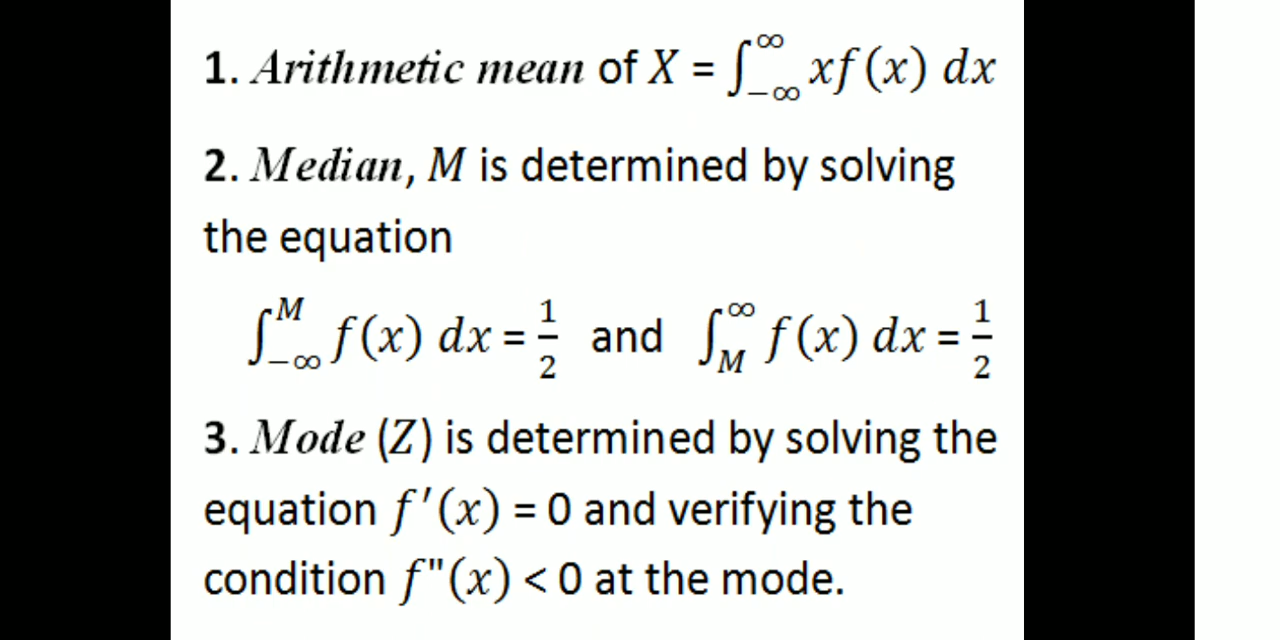 1. Arithmetic mean of X = ∫_{-∞}^{∞} xf(x) dx
2. Median, M is determined by solving
the equation
∫_{-∞}^{M} f(x) dx = 1/2 and ∫_{M}^{∞} f(x) dx = 1/2
3. Mode (Z) is determined by solving the
equation f'(x) = 0 and verifying the
condition f"(x) < 0 at the mode.